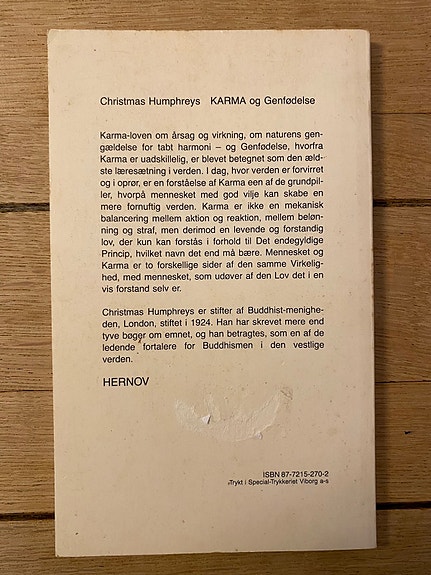 Christmas Humphreys KARMA og Genfødelse
Karma-loven om årsag og virkning, om naturens gen-
gældelse for tabt harmoni – og Genfødelse, hvorfra
Karma er uadskillelig, er blevet betegnet som den æld-
ste læresætning i verden. I dag, hvor verden er forvirret
og i oprør, er en forståelse af Karma een af de grundpil-
ler, hvorpå mennesket med god vilje kan skabe en
mere fornuftig verden. Karma er ikke en mekanisk
balancering mellem aktion og reaktion, mellem beløn-
ning og straf, men derimod en levende og forstandig
lov, der kun kan forstås i forhold til Det endegyldige
Princip, hvilket navn det end må bære. Mennesket og
Karma er to forskellige sider af den samme Virkelig-
hed, med mennesket, som udøver af den Lov det i en
vis forstand selv er.
Christmas Humphreys er stifter af Buddhist-menighe-
den, London, stiftet i 1924. Han har skrevet mere end
tyve bøger om emnet, og han betragtes, som en af de
ledende fortalere for Buddhismen i den vestlige
verden.
HERNOV
ISBN 87-7215-270-2
Trykt i Special-Trykkeriet Viborg a-s